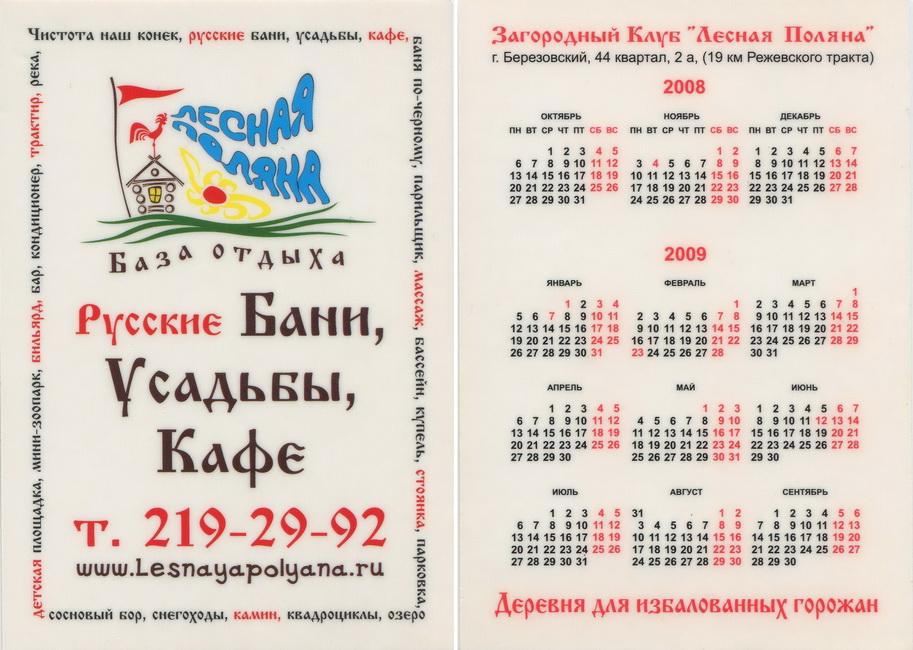 Чистота наш конек, русские бани, усадьбы, кафе,
баня по-черному, парильщик, массаж, бассейн, купель, стоянка, парковка,
детская площадка, мини-зоопарк, бильярд, бар, кондиционер, трактир, река,
сосновый бор, снегоходы, камин, квадроциклы, озеро
ЛЕСНАЯ
ПОЛЯНА
База отдыха
Русские Бани,
Усадьбы,
Кафе
т. 219-29-92
www.Lesnayapolyana.ru
Загородный Клуб "Лесная Поляна"
г. Березовский, 44 квартал, 2 а, (19 км Режевского тракта)
2008
ОКТЯБРЬ
ПН ВТ СР ЧТ ПТ СБ ВС
1 2 3 4 5
6 7 8 9 10 11 12
13 14 15 16 17 18 19
20 21 22 23 24 25 26
27 28 29 30 31
НОЯБРЬ
ПН ВТ СР ЧТ ПТ СБ ВС
1 2
3 4 5 6 7 8 9
10 11 12 13 14 15 16
17 18 19 20 21 22 23
24 25 26 27 28 29 30
ДЕКАБРЬ
ПН ВТ СР ЧТ ПТ СБ ВС
1 2 3 4 5 6 7
8 9 10 11 12 13 14
15 16 17 18 19 20 21
22 23 24 25 26 27 28
29 30 31
2009
ЯНВАРЬ
1 2 3 4
5 6 7 8 9 10 11
12 13 14 15 16 17 18
19 20 21 22 23 24 25
26 27 28 29 30 31
ФЕВРАЛЬ
1
2 3 4 5 6 7 8
9 10 11 12 13 14 15
16 17 18 19 20 21 22
23 24 25 26 27 28
МАРТ
1
2 3 4 5 6 7 8
9 10 11 12 13 14 15
16 17 18 19 20 21 22
23 24 25 26 27 28 29
30 31
АПРЕЛЬ
1 2 3 4 5
6 7 8 9 10 11 12
13 14 15 16 17 18 19
20 21 22 23 24 25 26
27 28 29 30
МАЙ
1 2 3
4 5 6 7 8 9 10
11 12 13 14 15 16 17
18 19 20 21 22 23 24
25 26 27 28 29 30 31
ИЮНЬ
1 2 3 4 5 6 7
8 9 10 11 12 13 14
15 16 17 18 19 20 21
22 23 24 25 26 27 28
29 30
ИЮЛЬ
1 2 3 4 5
6 7 8 9 10 11 12
13 14 15 16 17 18 19
20 21 22 23 24 25 26
27 28 29 30 31
АВГУСТ
31 1 2
3 4 5 6 7 8 9
10 11 12 13 14 15 16
17 18 19 20 21 22 23
24 25 26 27 28 29 30
СЕНТЯБРЬ
1 2 3 4 5 6
7 8 9 10 11 12 13
14 15 16 17 18 19 20
21 22 23 24 25 26 27
28 29 30
Деревня для избалованных горожан